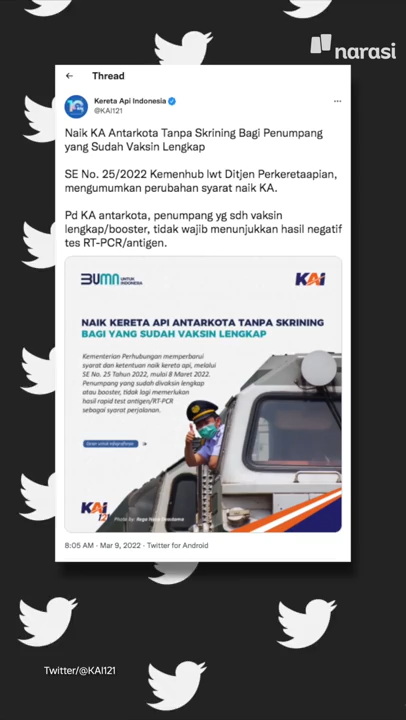 narasi
Thread
Kereta Api Indonesia
@KAI121
Naik KA Antarkota Tanpa Skrining Bagi Penumpang
yang Sudah Vaksin Lengkap
SE No. 25/2022 Kemenhub lwt Ditjen Perkeretaapian,
mengumumkan perubahan syarat naik KA.
Pd KA antarkota, penumpang yg sdh vaksin
lengkap/booster, tidak wajib menunjukkan hasil negatif
tes RT-PCR/antigen.
BUMN UNTUK
INDONESIA
KAI
NAIK KERETA API ANTARKOTA TANPA SKRINING
BAGI YANG SUDAH VAKSIN LENGKAP
Kementerian Perhubungan memperbarui
syarat dan ketentuan naik kereta api, melalui
SE No. 25 Tahun 2022, mulai 8 Maret 2022.
Penumpang yang sudah divaksin lengkap
atau booster, tidak lagi memerlukan
hasil rapid test antigen/RT-PCR
sebagai syarat perjalanan.
KAI
121
Photo by:
8:05 AM · Mar 9, 2022 · Twitter for Android
Twitter/@KAI121